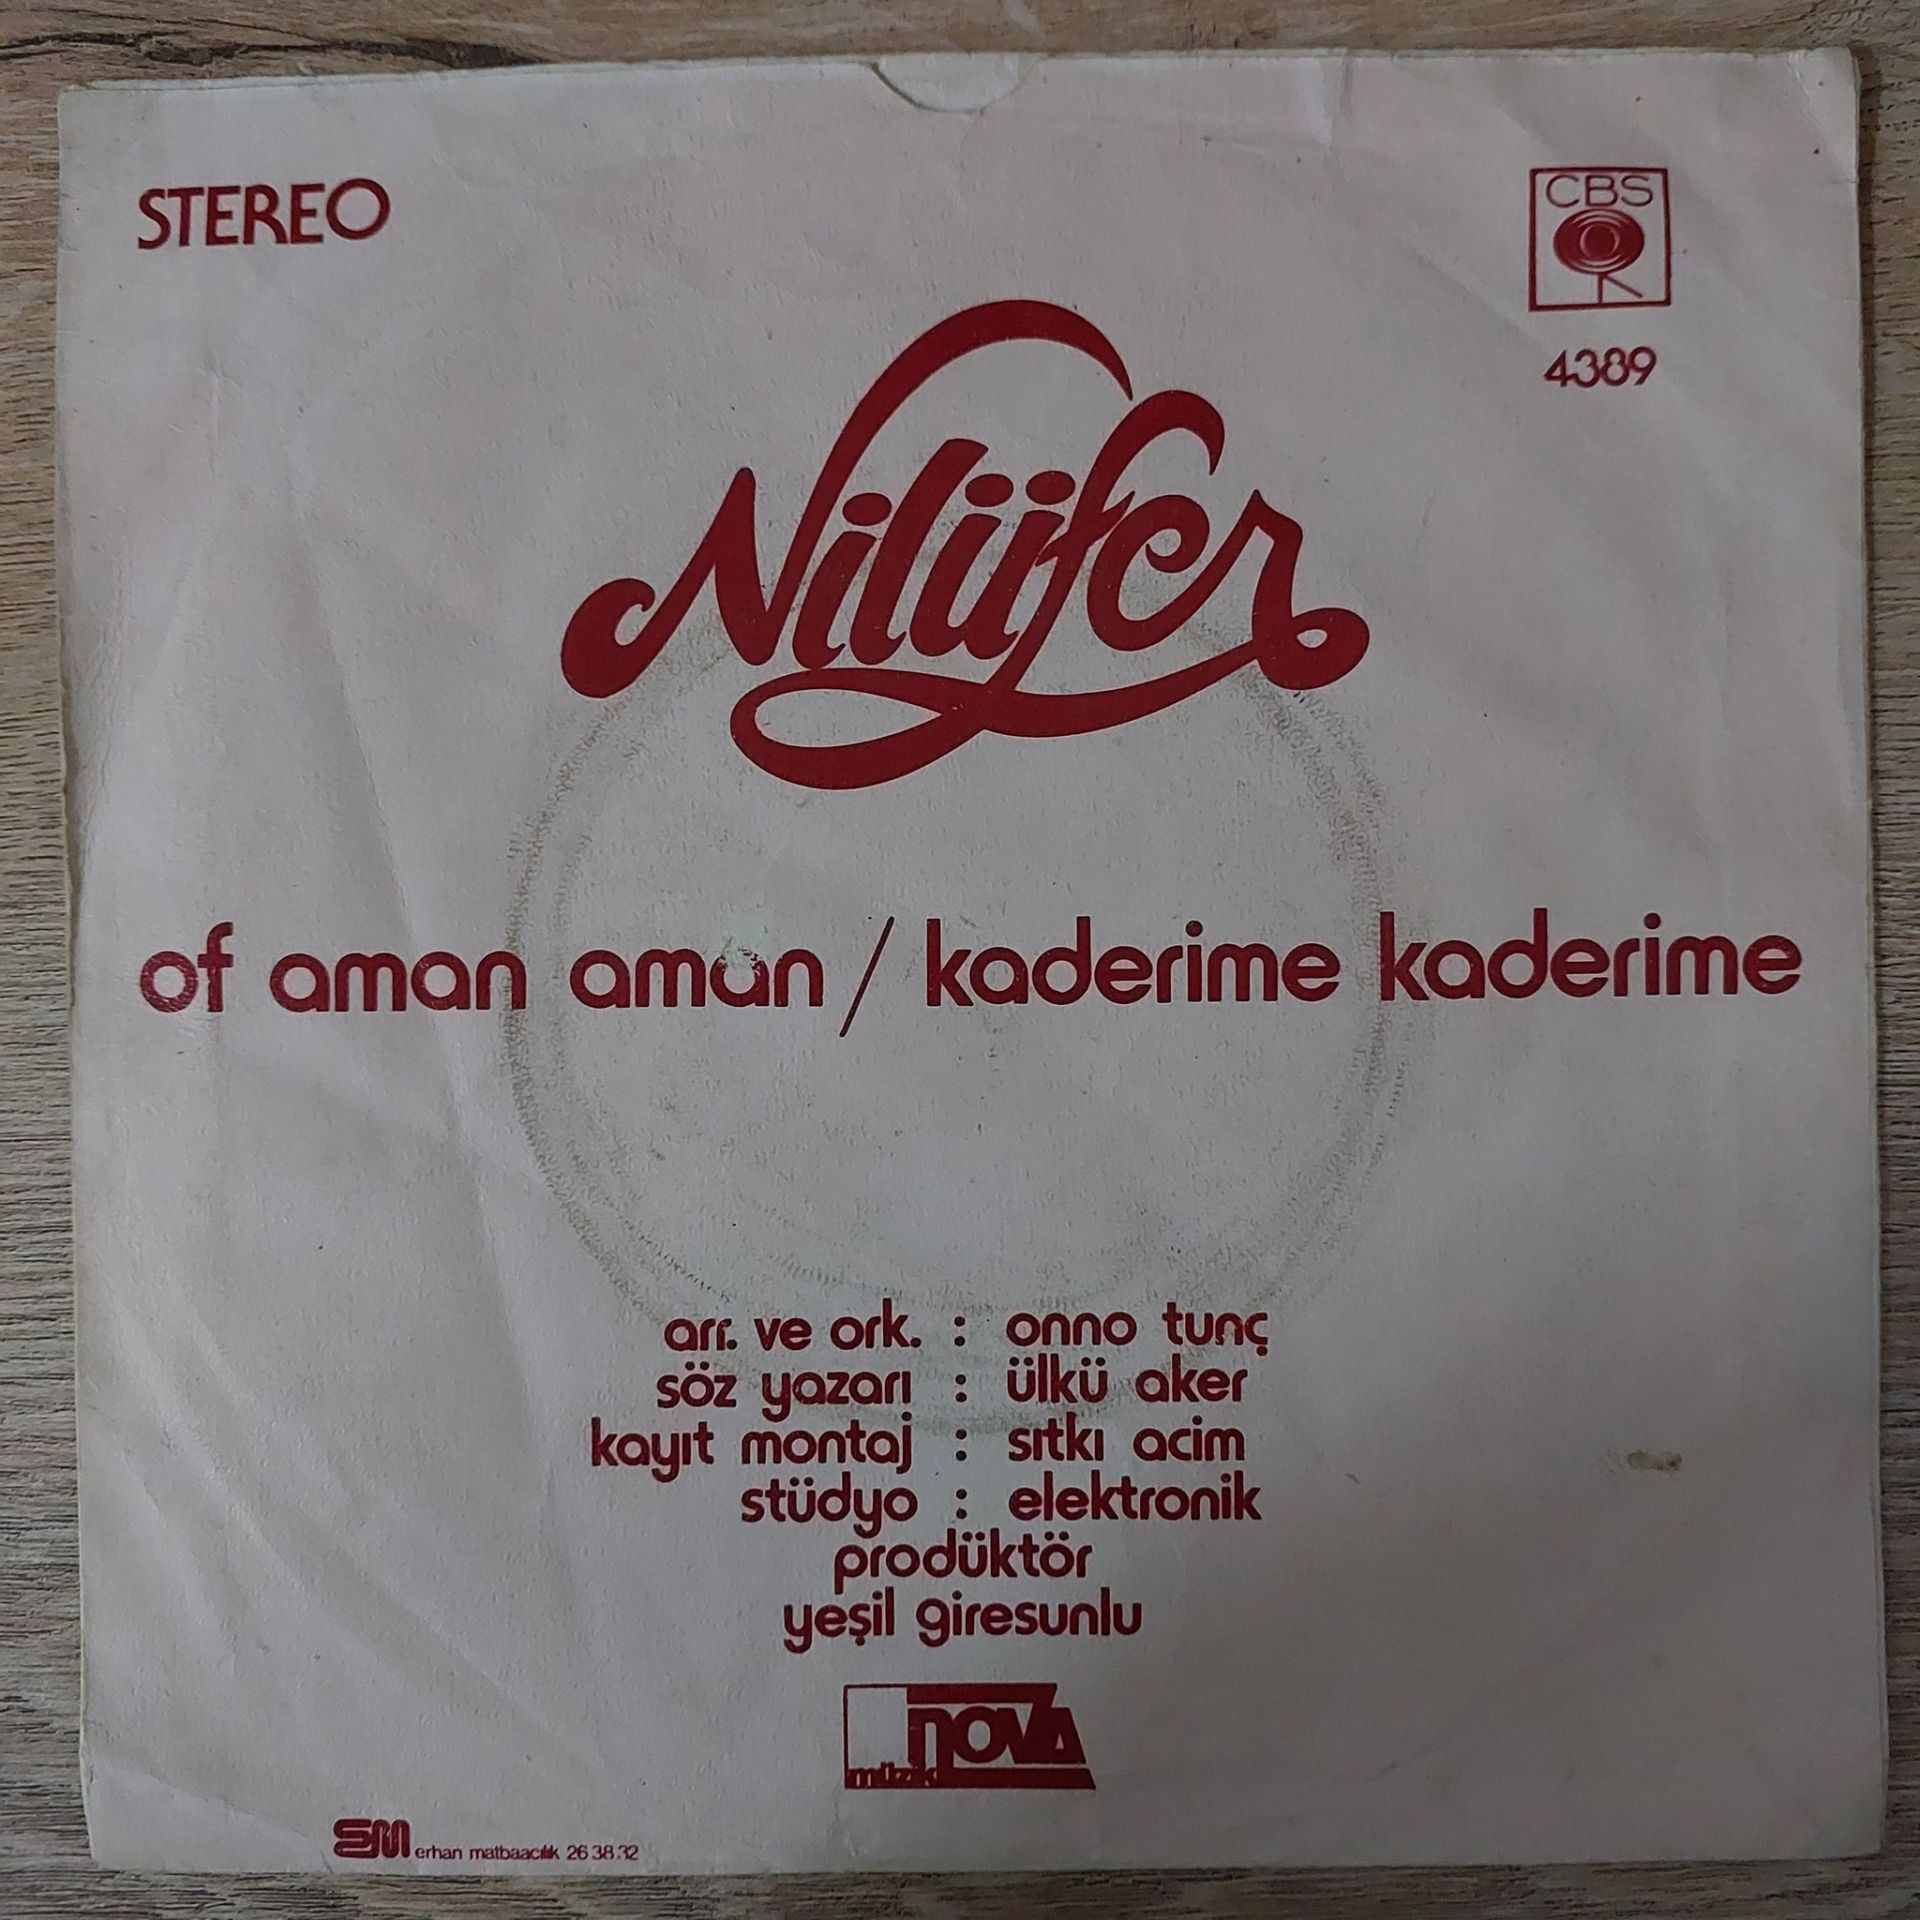 STEREO
CBS
4389
Nilüfer
of aman aman / kaderime kaderime
arr. ve ork. : onno tunç
söz yazarı : ülkü aker
kayıt montaj : sıtkı acim
stüdyo : elektronik
prodüktör
yeşil giresunlu
nova
müzik
EM erhan matbaacılık 26 38 32